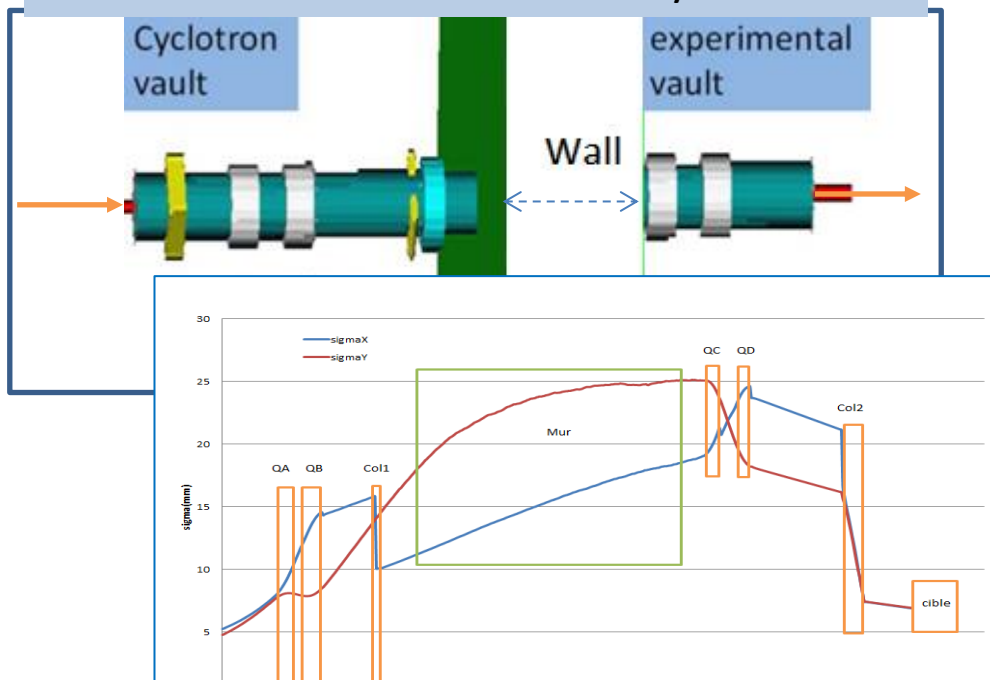 Cyclotron
vault
experimental
vault
Wall
30
sigmaX
sigmaY
QC
QD
25
Col2
Mur
20
QA
QB
Col1
sigma(mm)
15
10
cible
5